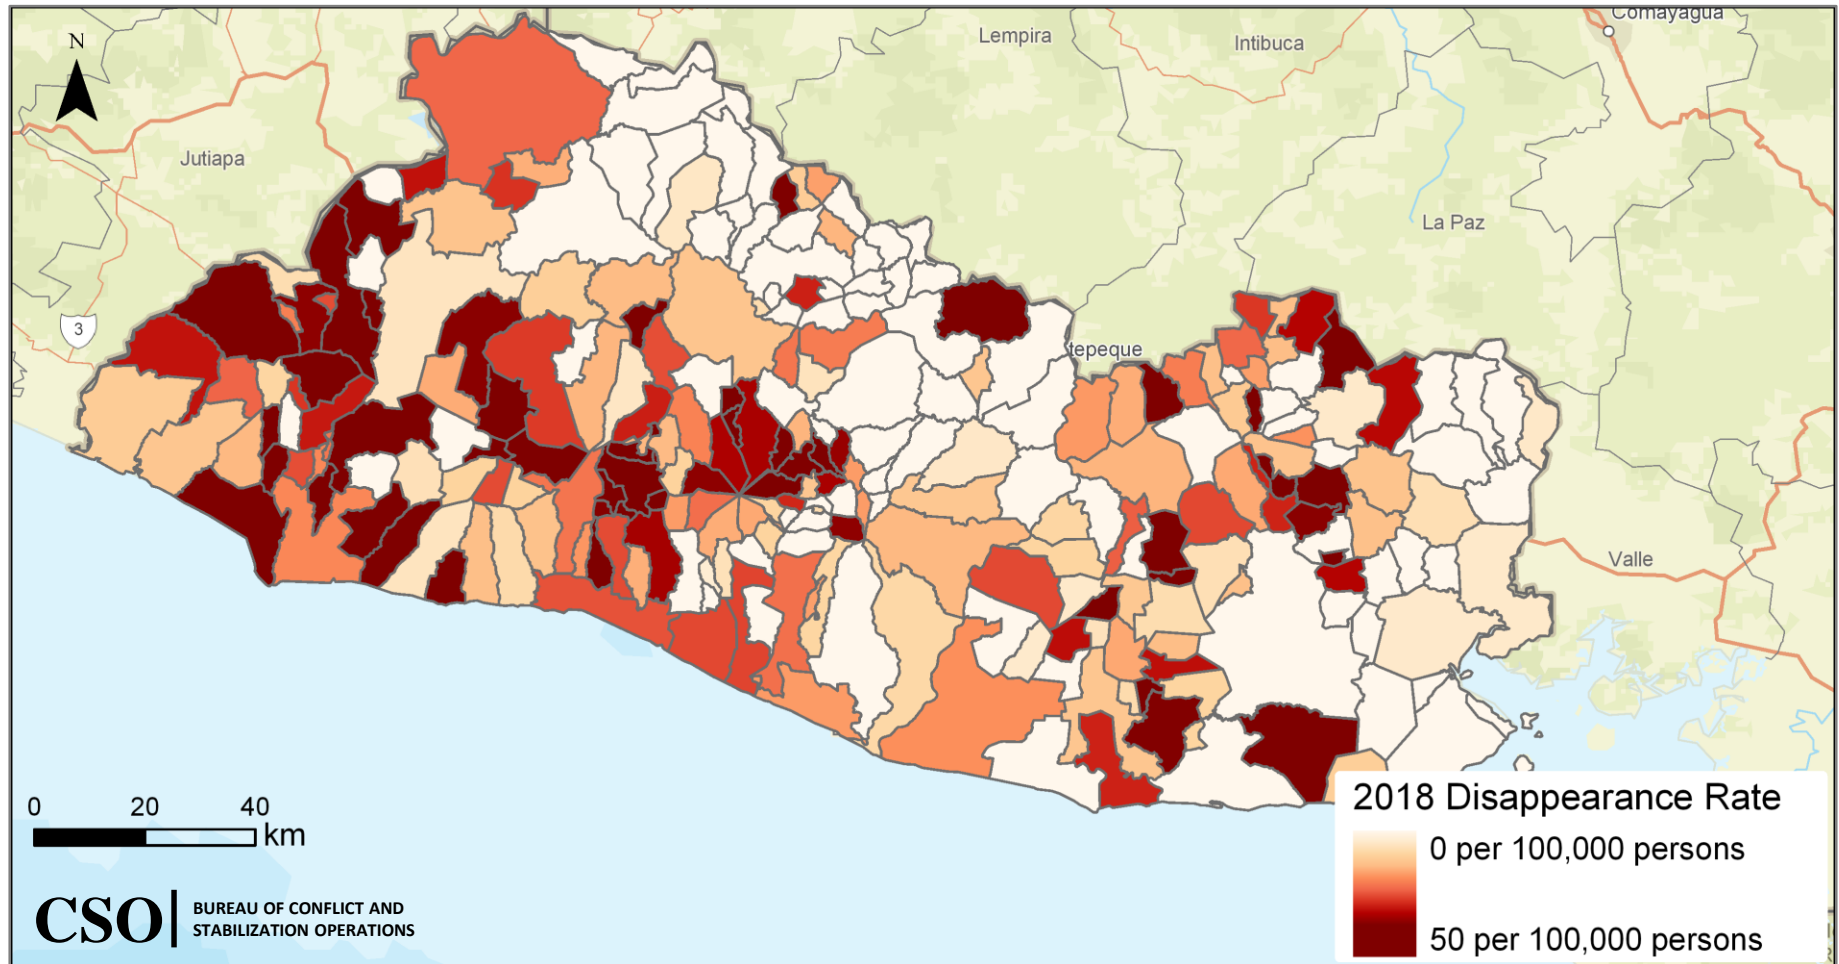 Comayagua
Lempira
Intibuca
N
Jutiapa
La Paz
3
tepeque
Valle
2018 Disappearance Rate
0 per 100,000 persons
50 per 100,000 persons
0 20 40
km
CSO
BUREAU OF CONFLICT AND
STABILIZATION OPERATIONS